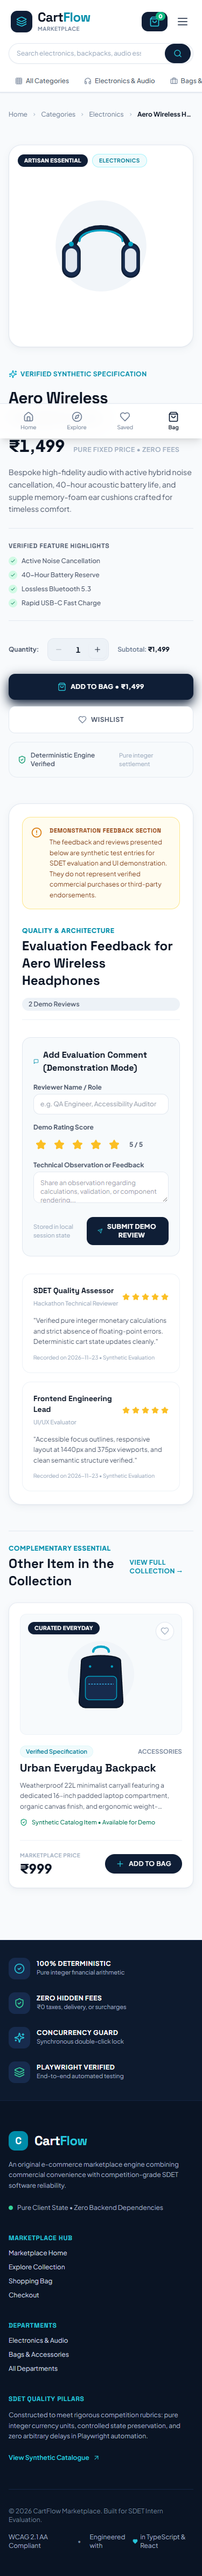 CartFlow
MARKETPLACE
0
Search electronics, backpacks, audio ess
All Categories
Electronics & Audio
Bags &
Home > Categories > Electronics > Aero Wireless H...
ARTISAN ESSENTIAL
ELECTRONICS
VERIFIED SYNTHETIC SPECIFICATION
Aero Wireless
Home
Explore
Saved
Bag
₹1,499
PURE FIXED PRICE • ZERO FEES
Bespoke high-fidelity audio with active hybrid noise
cancellation, 40-hour acoustic battery life, and
supple memory-foam ear cushions crafted for
timeless comfort.
VERIFIED FEATURE HIGHLIGHTS
Active Noise Cancellation
40-Hour Battery Reserve
Lossless Bluetooth 5.3
Rapid USB-C Fast Charge
Quantity:
− 1 +
Subtotal: ₹1,499
ADD TO BAG • ₹1,499
WISHLIST
Deterministic Engine
Verified
Pure integer
settlement
DEMONSTRATION FEEDBACK SECTION
The feedback and reviews presented
below are synthetic test entries for
SDET evaluation and UI demonstration.
They do not represent verified
commercial purchases or third-party
endorsements.
QUALITY & ARCHITECTURE
Evaluation Feedback for
Aero Wireless
Headphones
2 Demo Reviews
Add Evaluation Comment
(Demonstration Mode)
Reviewer Name / Role
e.g. QA Engineer, Accessibility Auditor
Demo Rating Score
5 / 5
Technical Observation or Feedback
Share an observation regarding
calculations, validation, or component
rendering...
Stored in local
session state
SUBMIT DEMO
REVIEW
SDET Quality Assessor
Hackathon Technical Reviewer
"Verified pure integer monetary calculations
and strict absence of floating-point errors.
Deterministic cart state updates cleanly."
Recorded on 2026-11-23 • Synthetic Evaluation
Frontend Engineering
Lead
UI/UX Evaluator
"Accessible focus outlines, responsive
layout at 1440px and 375px viewports, and
clean semantic structure verified."
Recorded on 2026-11-23 • Synthetic Evaluation
COMPLEMENTARY ESSENTIAL
Other Item in the
Collection
VIEW FULL
COLLECTION →
CURATED EVERYDAY
Verified Specification
ACCESSORIES
Urban Everyday Backpack
Weatherproof 22L minimalist carryall featuring a
dedicated 16-inch padded laptop compartment,
organic canvas finish, and ergonomic weight-...
Synthetic Catalog Item • Available for Demo
MARKETPLACE PRICE
₹999
ADD TO BAG
100% DETERMINISTIC
Pure integer financial arithmetic
ZERO HIDDEN FEES
₹0 taxes, delivery, or surcharges
CONCURRENCY GUARD
Synchronous double-click lock
PLAYWRIGHT VERIFIED
End-to-end automated testing
C
CartFlow
An original e-commerce marketplace engine combining
commercial convenience with competition-grade SDET
software reliability.
Pure Client State • Zero Backend Dependencies
MARKETPLACE HUB
Marketplace Home
Explore Collection
Shopping Bag
Checkout
DEPARTMENTS
Electronics & Audio
Bags & Accessories
All Departments
SDET QUALITY PILLARS
Constructed to meet rigorous competition rubrics: pure
integer currency units, controlled state preservation, and
zero arbitrary delays in Playwright automation.
View Synthetic Catalogue ↗
© 2026 CartFlow Marketplace. Built for SDET Intern
Evaluation.
WCAG 2.1 AA
Compliant
•
Engineered
with
in TypeScript &
React